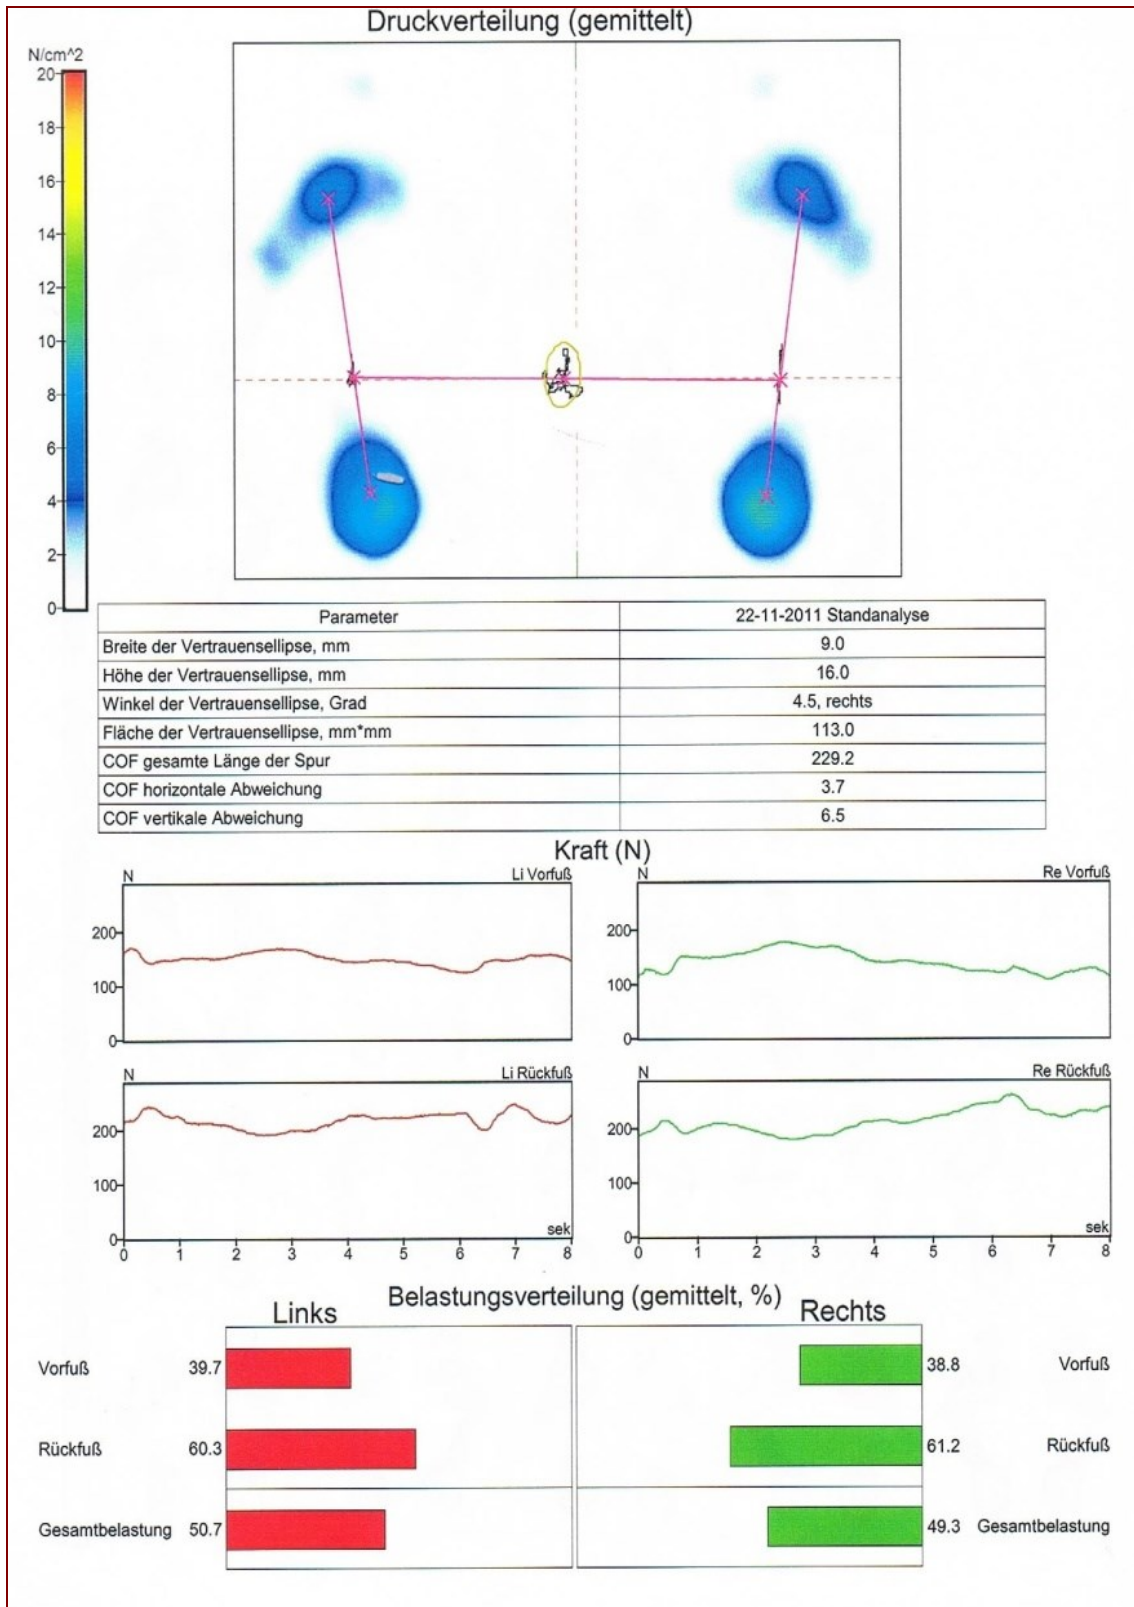 Druckverteilung (gemittelt)
N/cm^2
20
18
16
14
12
10
8
6
4
2
0
Parameter 22-11-2011 Standanalyse
Breite der Vertrauensellipse, mm 9.0
Höhe der Vertrauensellipse, mm 16.0
Winkel der Vertrauensellipse, Grad 4.5, rechts
Fläche der Vertrauensellipse, mm*mm 113.0
COF gesamte Länge der Spur 229.2
COF horizontale Abweichung 3.7
COF vertikale Abweichung 6.5
Kraft (N)
N Li Vorfuß
200
100
0
N Re Vorfuß
200
100
0
N Li Rückfuß
200
100
0
sek
0 1 2 3 4 5 6 7 8
N Re Rückfuß
200
100
0
sek
0 1 2 3 4 5 6 7 8
Belastungsverteilung (gemittelt, %)
Links Rechts
Vorfuß 39.7 38.8 Vorfuß
Rückfuß 60.3 61.2 Rückfuß
Gesamtbelastung 50.7 49.3 Gesamtbelastung